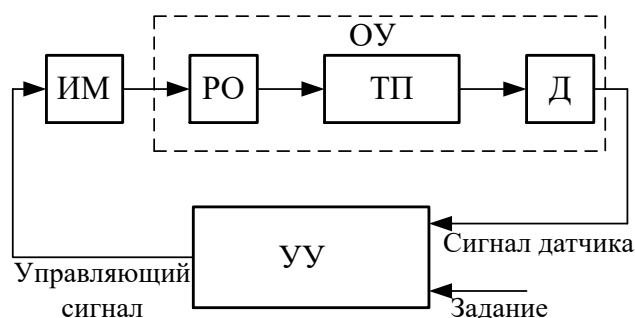 ОУ
ИМ
РО
ТП
Д
УУ
Сигнал датчика
Управляющий
сигнал
Задание